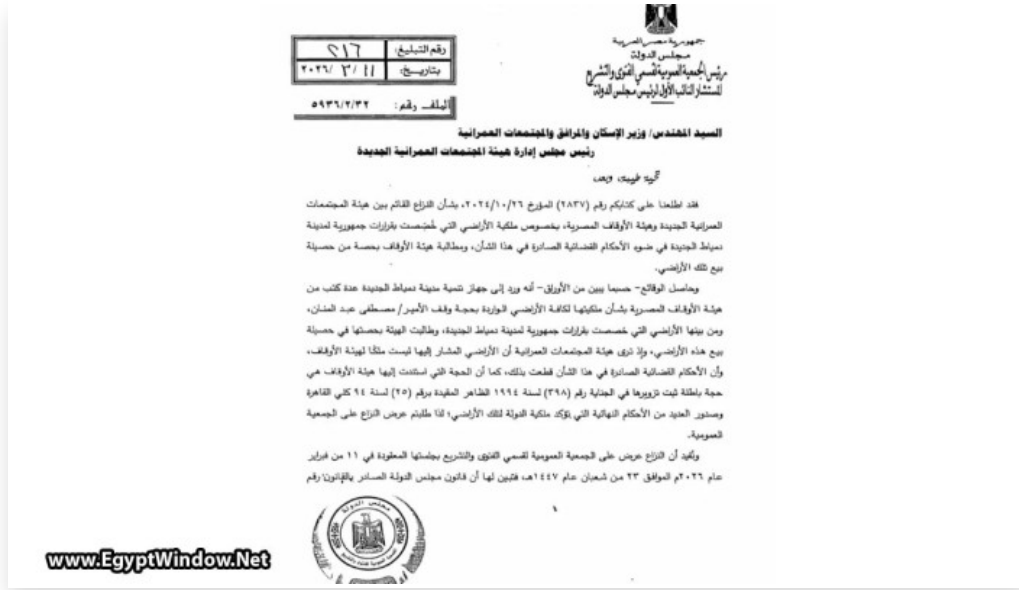 جمهورية مصر العربية
مجلس الدولة
رئيس الجمعية العمومية لقسمي الفتوى والتشريع
المستشار النائب الأول لرئيس مجلس الدولة
رقم التبليغ: ٢١٦
بتاريخ: ١١ / ٣ / ٢٠٢٦
الملف رقم: ٥٩٣٦/٢/٣٢
السيد المهندس/ وزير الإسكان والمرافق والمجتمعات العمرانية
رئيس مجلس إدارة هيئة المجتمعات العمرانية الجديدة
تحية طيبة، وبعد
فقد اطلعنا على كتابكم رقم (٢٨٣٧) المؤرخ ٢٠٢٤/١٠/٢٦، بشأن النزاع القائم بين هيئة المجتمعات
العمرانية الجديدة وهيئة الأوقاف المصرية، بخصوص ملكية الأراضي التي خُصصت بقرارات جمهورية لمدينة
دمياط الجديدة في ضوء الأحكام القضائية الصادرة في هذا الشأن، ومطالبة هيئة الأوقاف بحصة من حصيلة
بيع تلك الأراضي.
وحاصل الوقائع– حسبما يبين من الأوراق– أنه ورد إلى جهاز تنمية مدينة دمياط الجديدة عدة كتب من
هيئة الأوقاف المصرية بشأن ملكيتها لكافة الأراضي الواردة بحجة وقف الأمير/ مصطفى عبد المنان،
ومن بينها الأراضي التي خصصت بقرارات جمهورية لمدينة دمياط الجديدة، وطالبت الهيئة بحصتها في حصيلة
بيع هذه الأراضي، وإذ ترى هيئة المجتمعات العمرانية أن الأراضي المشار إليها ليست ملكًا لهيئة الأوقاف،
وأن الأحكام القضائية الصادرة في هذا الشأن قطعت بذلك، كما أن الحجة التي استندت إليها هيئة الأوقاف هي
حجة باطلة ثبت تزويرها في الجناية رقم (٣٩٨) لسنة ١٩٩٤ الظاهر المقيدة برقم (٢٥) لسنة ٩٤ كلي القاهرة
وصدور العديد من الأحكام النهائية التي تؤكد ملكية الدولة لتلك الأراضي؛ لذا طلبتم عرض النزاع على الجمعية
العمومية.
ونُفيد أن النزاع عرض على الجمعية العمومية لقسمي الفتوى والتشريع بجلستها المعقودة في ١١ من فبراير
عام ٢٠٢٦م الموافق ٢٣ من شعبان عام ١٤٤٧هـ، فتبين لها أن قانون مجلس الدولة الصادر بالقانون رقم
١
مجلس الدولة
www.EgyptWindow.Net